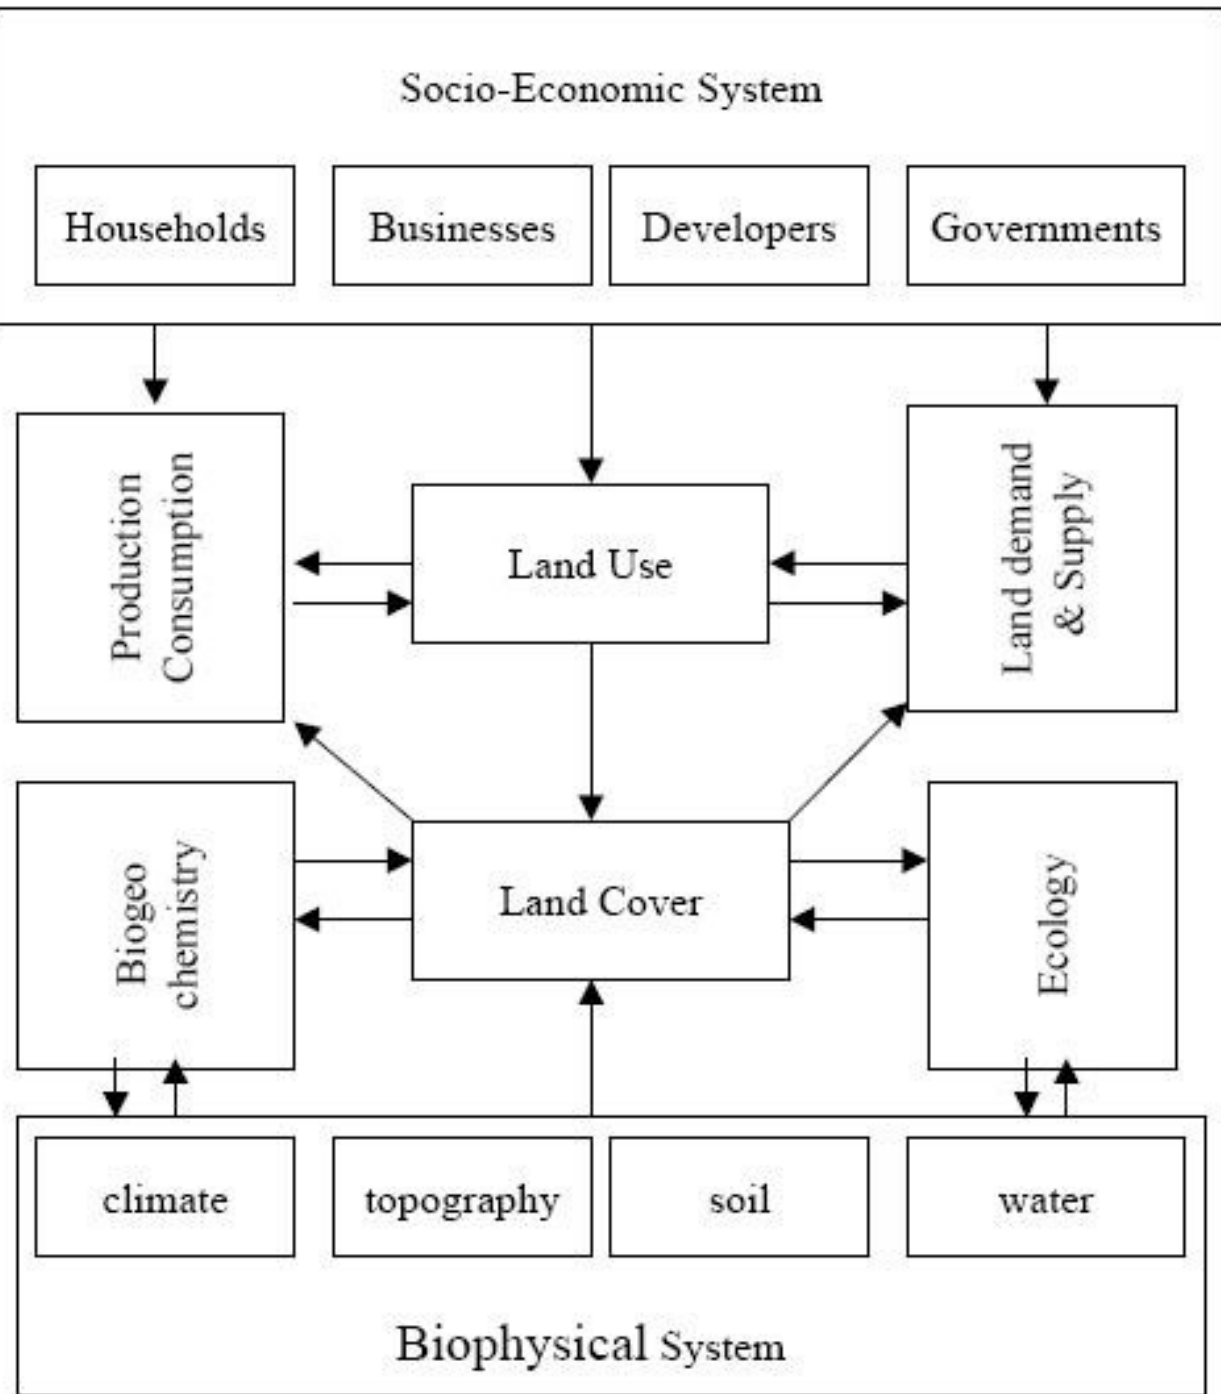 Socio-Economic System
Households
Businesses
Developers
Governments
Production
Consumption
Land Use
Land demand
& Supply
Biogeo
chemistry
Land Cover
Ecology
climate
topography
soil
water
Biophysical System